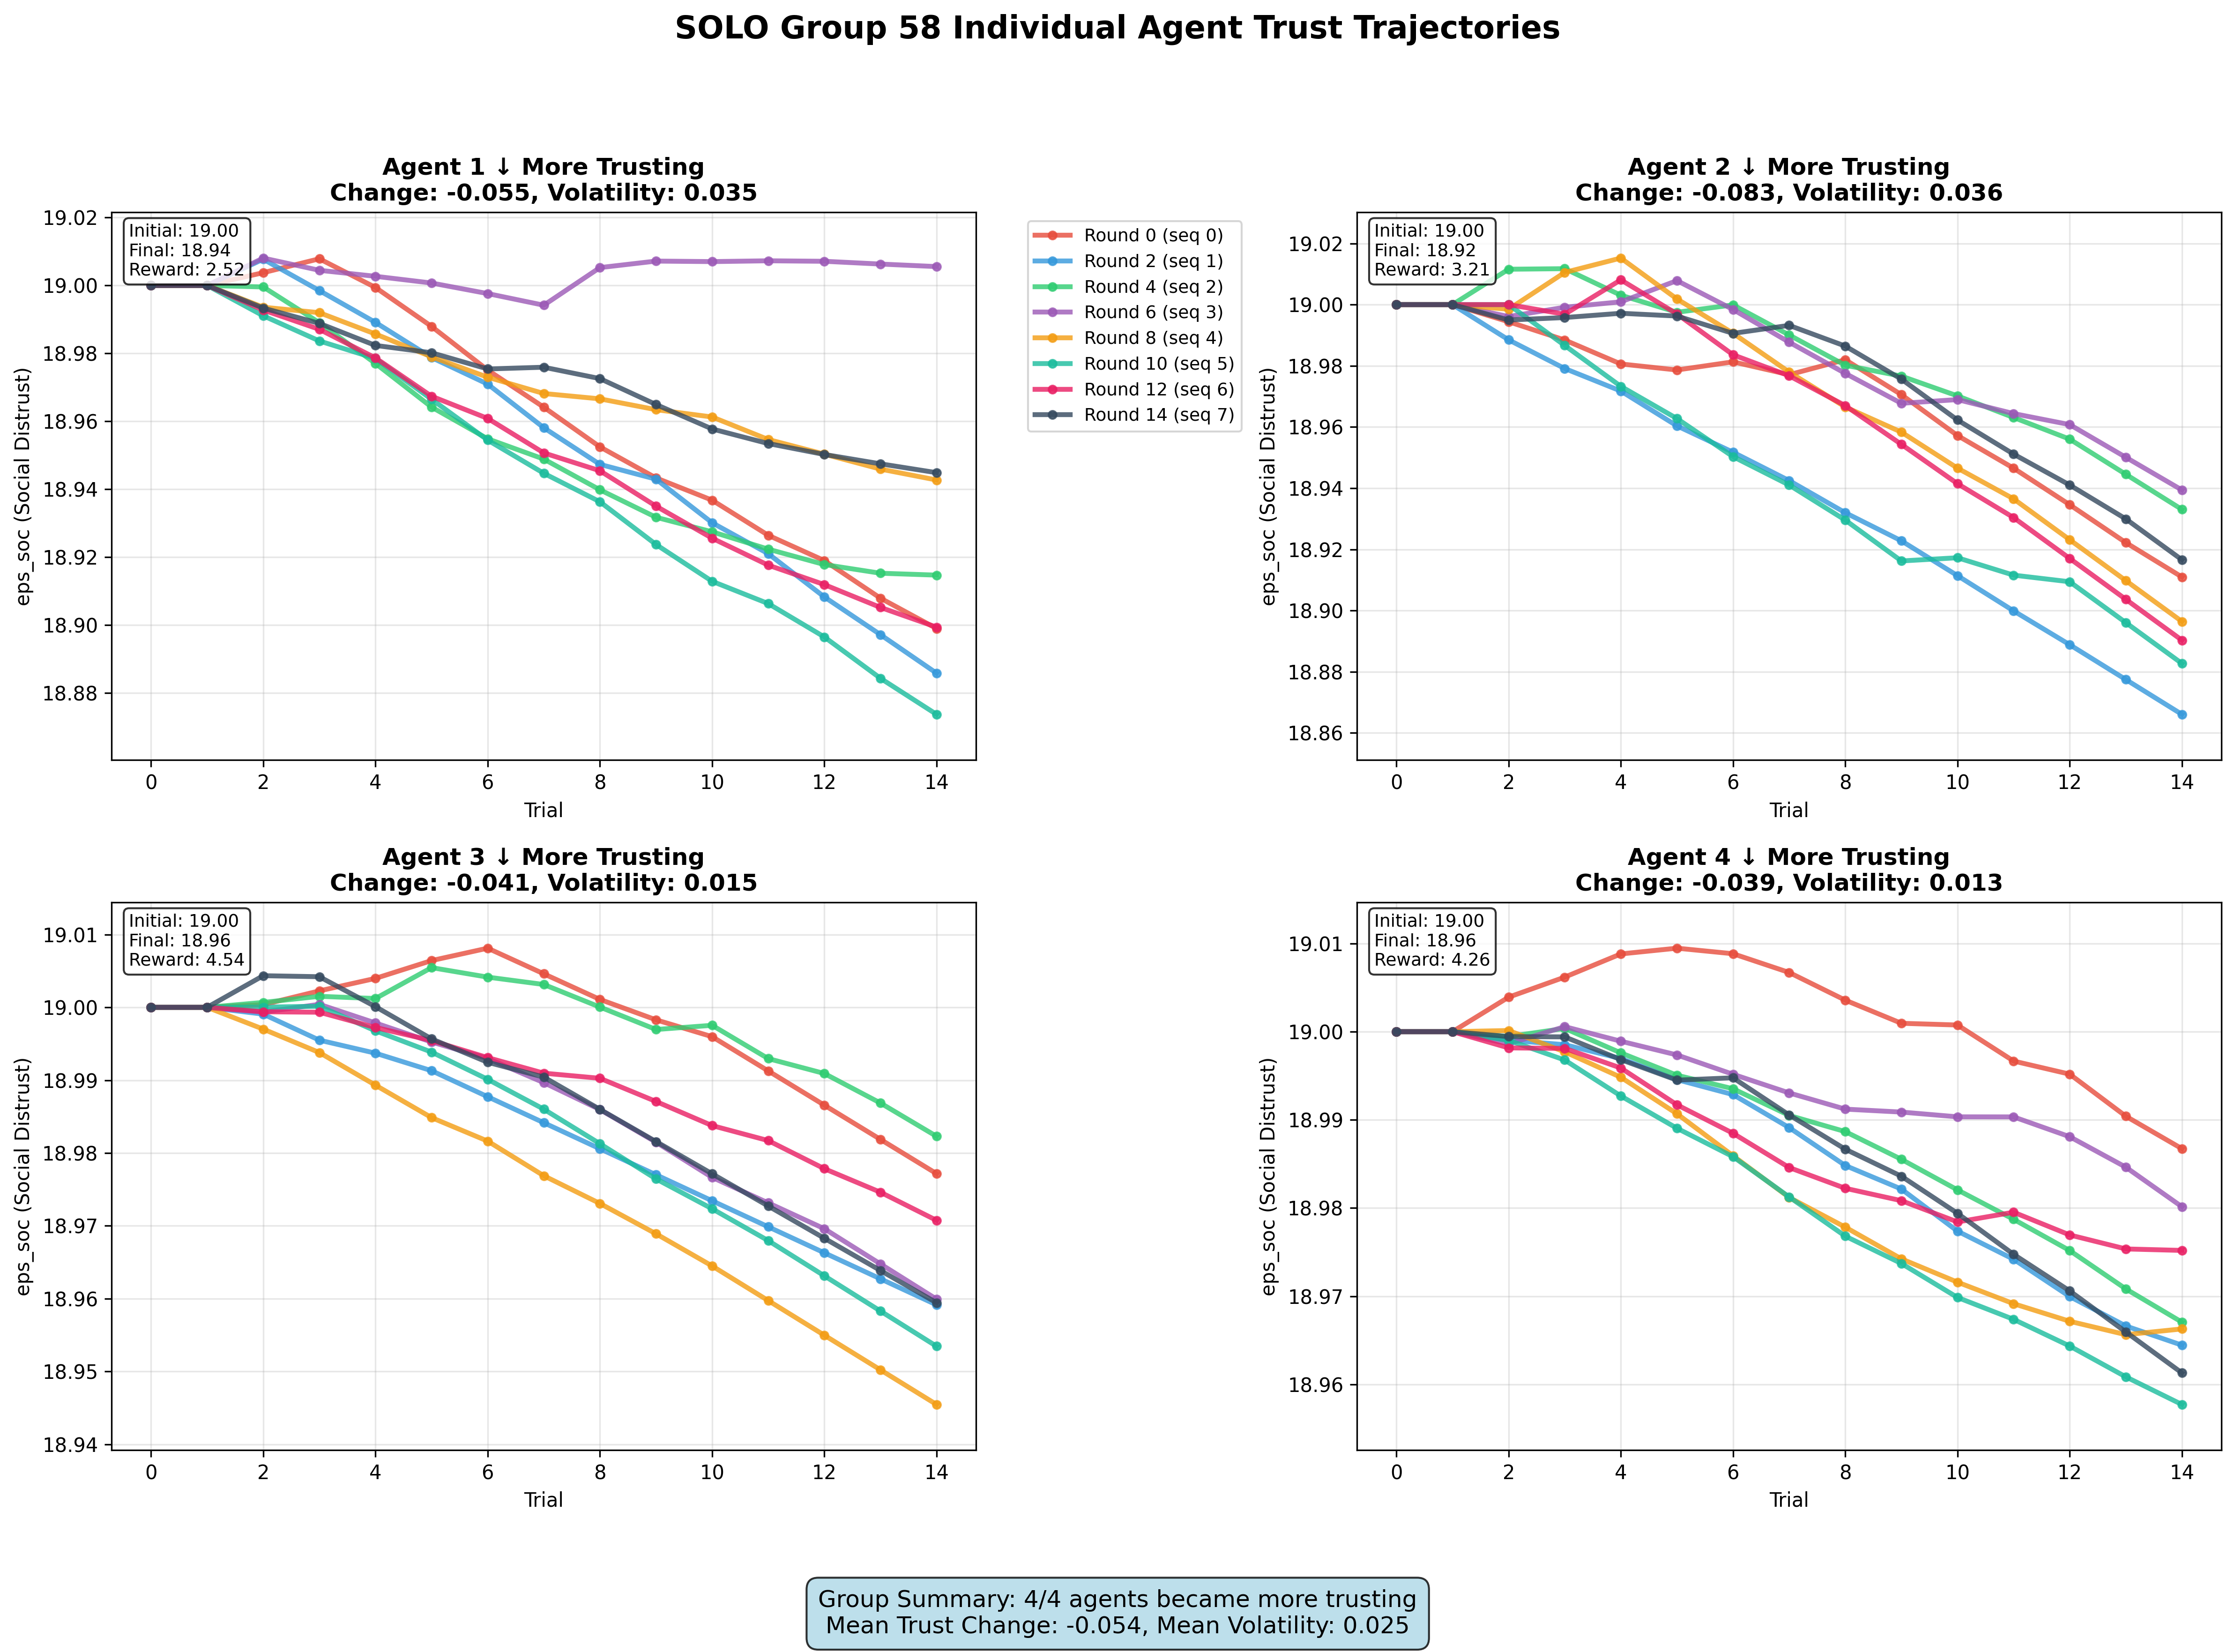 SOLO Group 58 Individual Agent Trust Trajectories
Agent 1 ↓ More Trusting
Change: -0.055, Volatility: 0.035
Initial: 19.00
Final: 18.94
Reward: 2.52
eps_soc (Social Distrust)
19.02
19.00
18.98
18.96
18.94
18.92
18.90
18.88
0 2 4 6 8 10 12 14
Trial
Round 0 (seq 0)
Round 2 (seq 1)
Round 4 (seq 2)
Round 6 (seq 3)
Round 8 (seq 4)
Round 10 (seq 5)
Round 12 (seq 6)
Round 14 (seq 7)
Agent 2 ↓ More Trusting
Change: -0.083, Volatility: 0.036
Initial: 19.00
Final: 18.92
Reward: 3.21
eps_soc (Social Distrust)
19.02
19.00
18.98
18.96
18.94
18.92
18.90
18.88
18.86
0 2 4 6 8 10 12 14
Trial
Agent 3 ↓ More Trusting
Change: -0.041, Volatility: 0.015
Initial: 19.00
Final: 18.96
Reward: 4.54
eps_soc (Social Distrust)
19.01
19.00
18.99
18.98
18.97
18.96
18.95
18.94
0 2 4 6 8 10 12 14
Trial
Agent 4 ↓ More Trusting
Change: -0.039, Volatility: 0.013
Initial: 19.00
Final: 18.96
Reward: 4.26
eps_soc (Social Distrust)
19.01
19.00
18.99
18.98
18.97
18.96
0 2 4 6 8 10 12 14
Trial
Group Summary: 4/4 agents became more trusting
Mean Trust Change: -0.054, Mean Volatility: 0.025